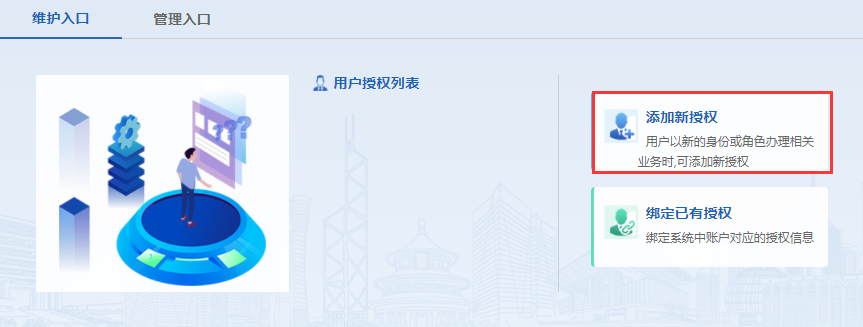 维护入口
管理入口
用户授权列表
添加新授权
用户以新的身份或角色办理相关
业务时,可添加新授权
绑定已有授权
绑定系统中账户对应的授权信息
???